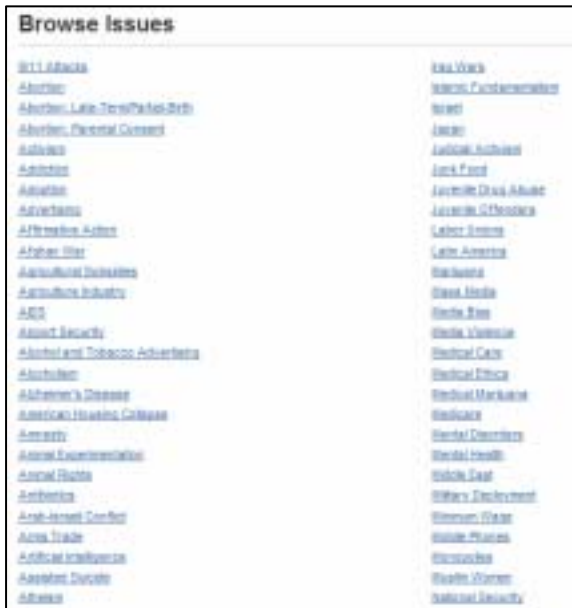 Browse Issues
9/11 Attacks
Abortion
Abortion, Late-Term/Partial-Birth
Abortion, Parental Consent
Activism
Addiction
Adoption
Advertising
Affirmative Action
Afghan War
Agricultural Subsidies
Agriculture Industry
AIDS
Airport Security
Alcohol and Tobacco Advertising
Alcoholism
Alzheimer's Disease
American Housing Collapse
Amnesty
Animal Experimentation
Animal Rights
Antibiotics
Arab-Israeli Conflict
Arms Trade
Artificial Intelligence
Assisted Suicide
Atheism
Iraq Wars
Islamic Fundamentalism
Israel
Japan
Judicial Activism
Junk Food
Juvenile Drug Abuse
Juvenile Offenders
Labor Unions
Latin America
Marijuana
Mass Media
Media Bias
Media Violence
Medical Care
Medical Ethics
Medical Marijuana
Medicare
Mental Disorders
Mental Health
Middle East
Military Deployment
Minimum Wage
Mobile Phones
Monopolies
Muslim Women
National Security